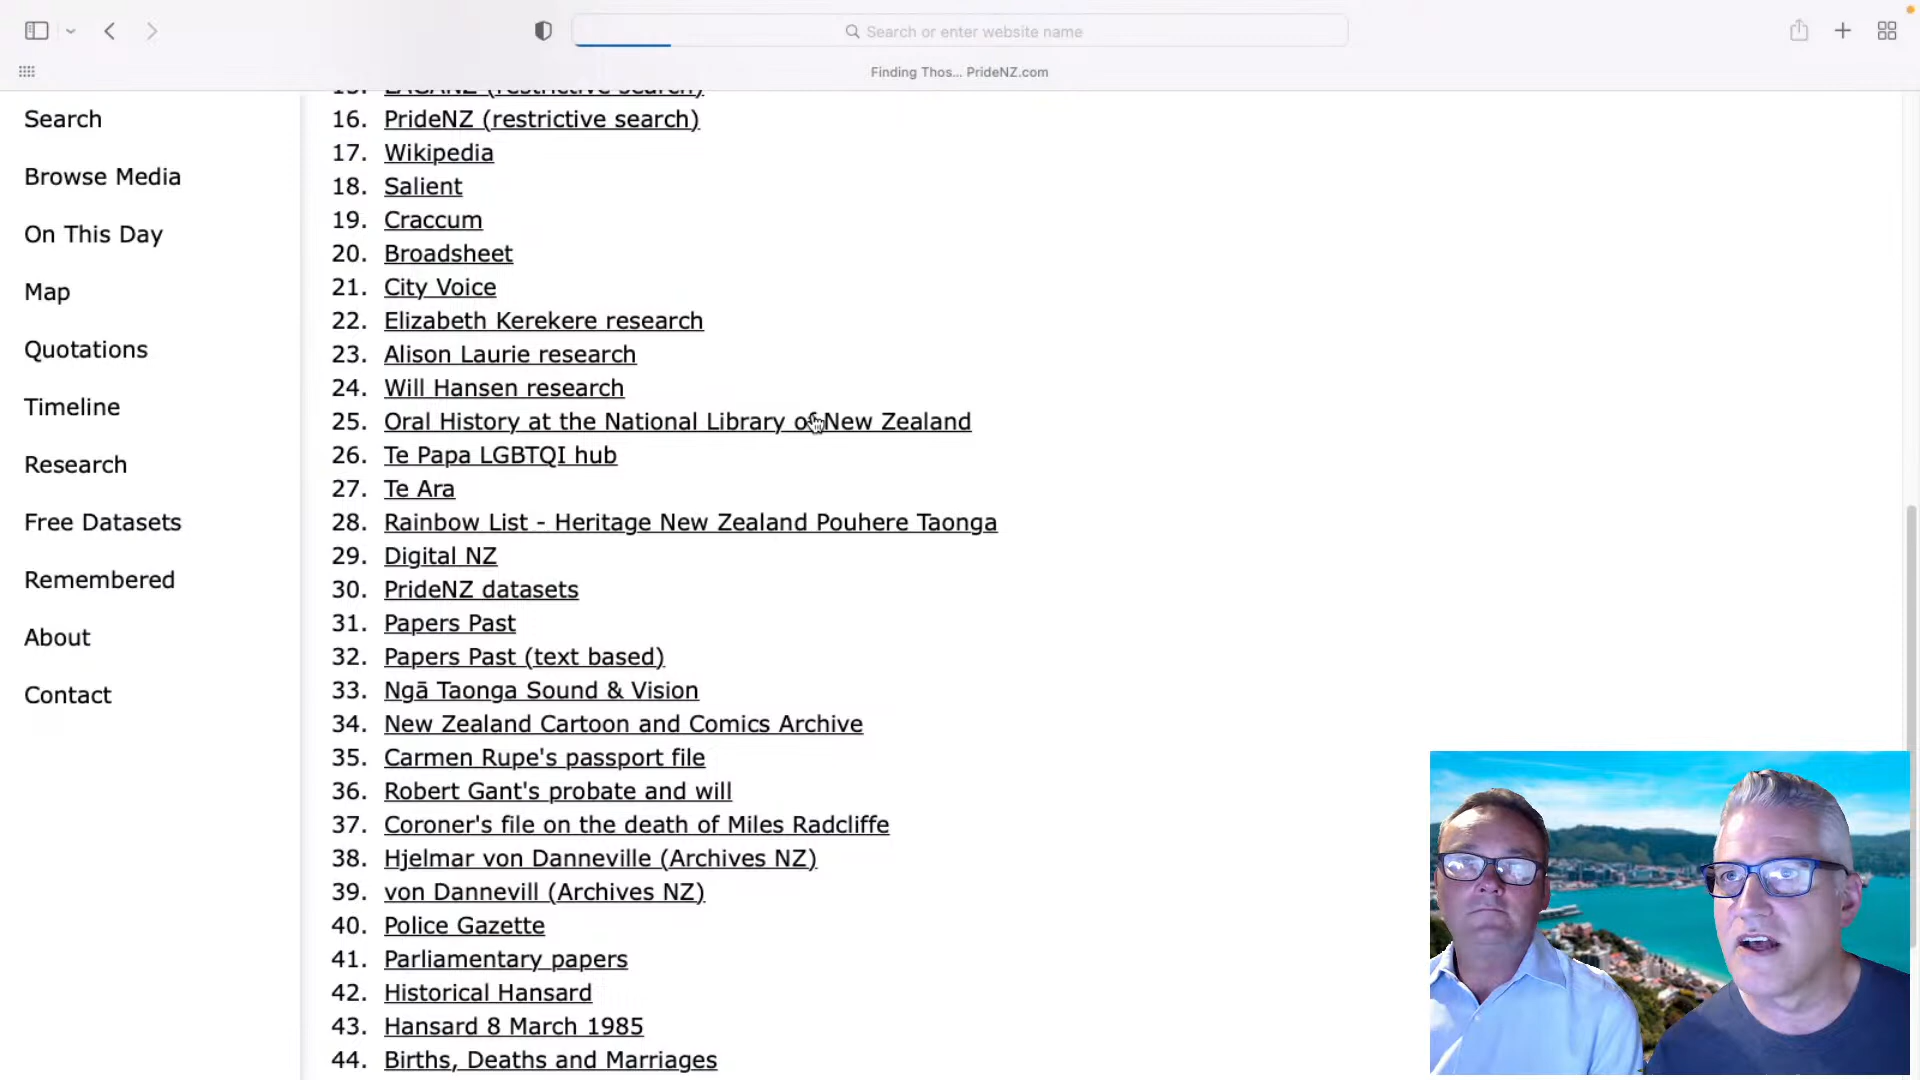 Search or enter website name
Finding Thos... PrideNZ.com
15. LAGANZ (restrictive search)
Search
Browse Media
On This Day
Map
Quotations
Timeline
Research
Free Datasets
Remembered
About
Contact
16. PrideNZ (restrictive search)
17. Wikipedia
18. Salient
19. Craccum
20. Broadsheet
21. City Voice
22. Elizabeth Kerekere research
23. Alison Laurie research
24. Will Hansen research
25. Oral History at the National Library of New Zealand
26. Te Papa LGBTQI hub
27. Te Ara
28. Rainbow List - Heritage New Zealand Pouhere Taonga
29. Digital NZ
30. PrideNZ datasets
31. Papers Past
32. Papers Past (text based)
33. Ngā Taonga Sound & Vision
34. New Zealand Cartoon and Comics Archive
35. Carmen Rupe's passport file
36. Robert Gant's probate and will
37. Coroner's file on the death of Miles Radcliffe
38. Hjelmar von Danneville (Archives NZ)
39. von Dannevill (Archives NZ)
40. Police Gazette
41. Parliamentary papers
42. Historical Hansard
43. Hansard 8 March 1985
44. Births, Deaths and Marriages